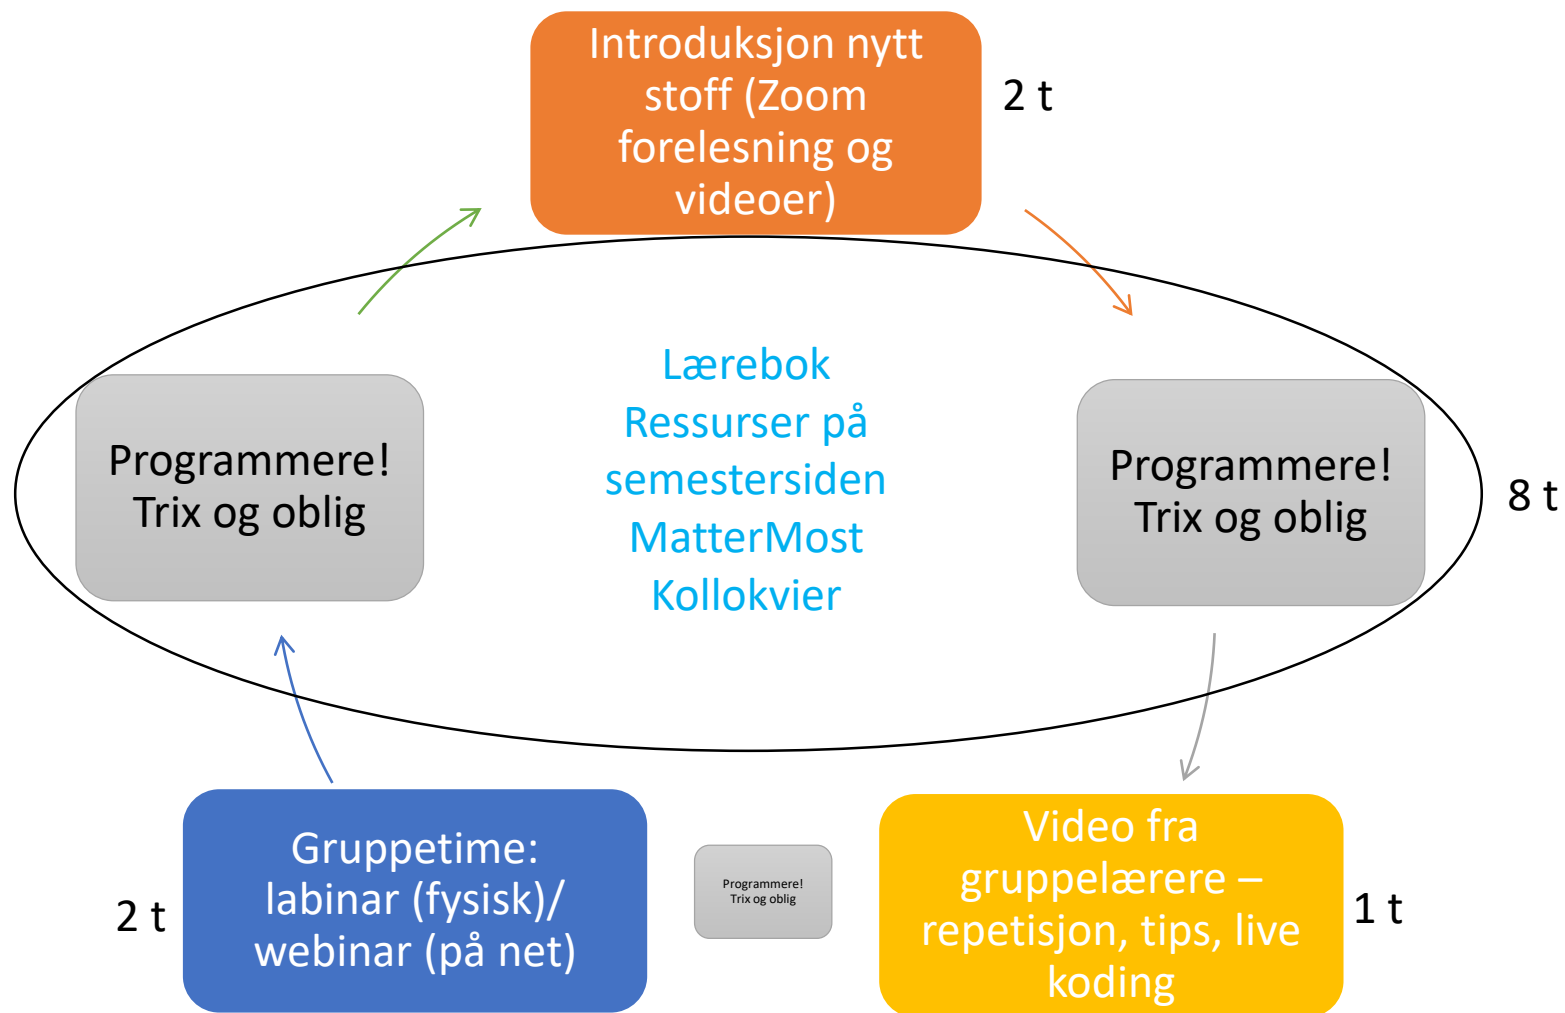 Introduksjon nytt
stoff (Zoom
forelesning og
videoer)
2 t
Lærebok
Ressurser på
semestersiden
MatterMost
Kollokvier
Programmere!
Trix og oblig
Programmere!
Trix og oblig
8 t
Gruppetime:
labinar (fysisk)/
webinar (på net)
2 t
Programmere!
Trix og oblig
Video fra
gruppelærere –
repetisjon, tips, live
koding
1 t